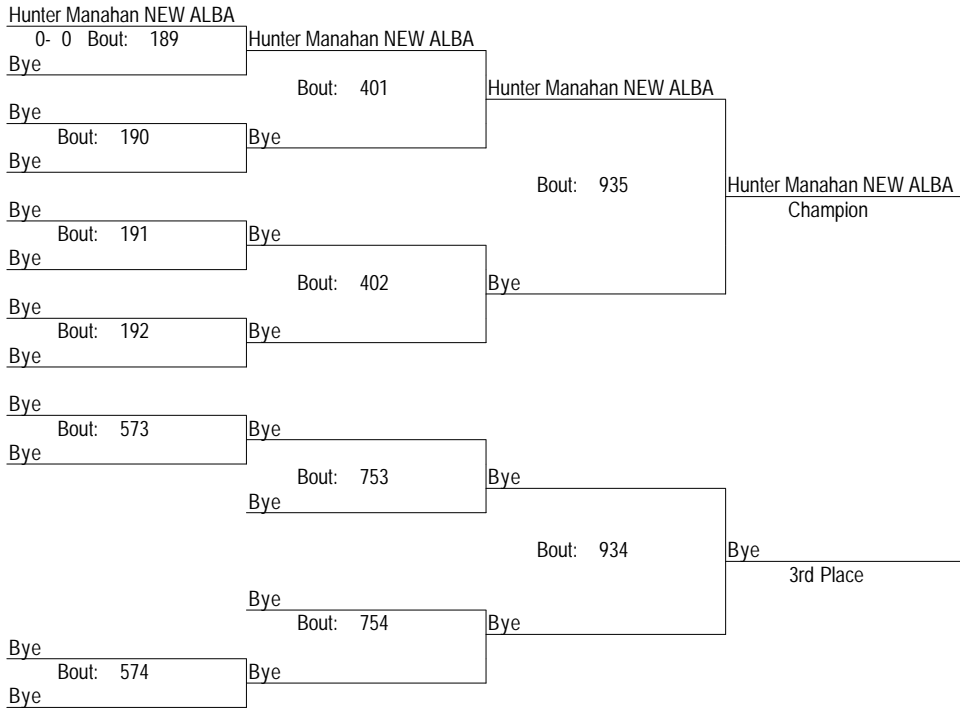 Hunter Manahan NEW ALBA
0- 0 Bout: 189 Hunter Manahan NEW ALBA
Bye
Bout: 401 Hunter Manahan NEW ALBA
Bye
Bout: 190 Bye
Bye
Bout: 935 Hunter Manahan NEW ALBA
Champion
Bye
Bout: 191 Bye
Bye
Bout: 402 Bye
Bye
Bout: 192 Bye
Bye
Bye
Bout: 573 Bye
Bye
Bout: 753 Bye
Bye
Bout: 934 Bye
3rd Place
Bye
Bout: 754 Bye
Bye
Bout: 574 Bye
Bye